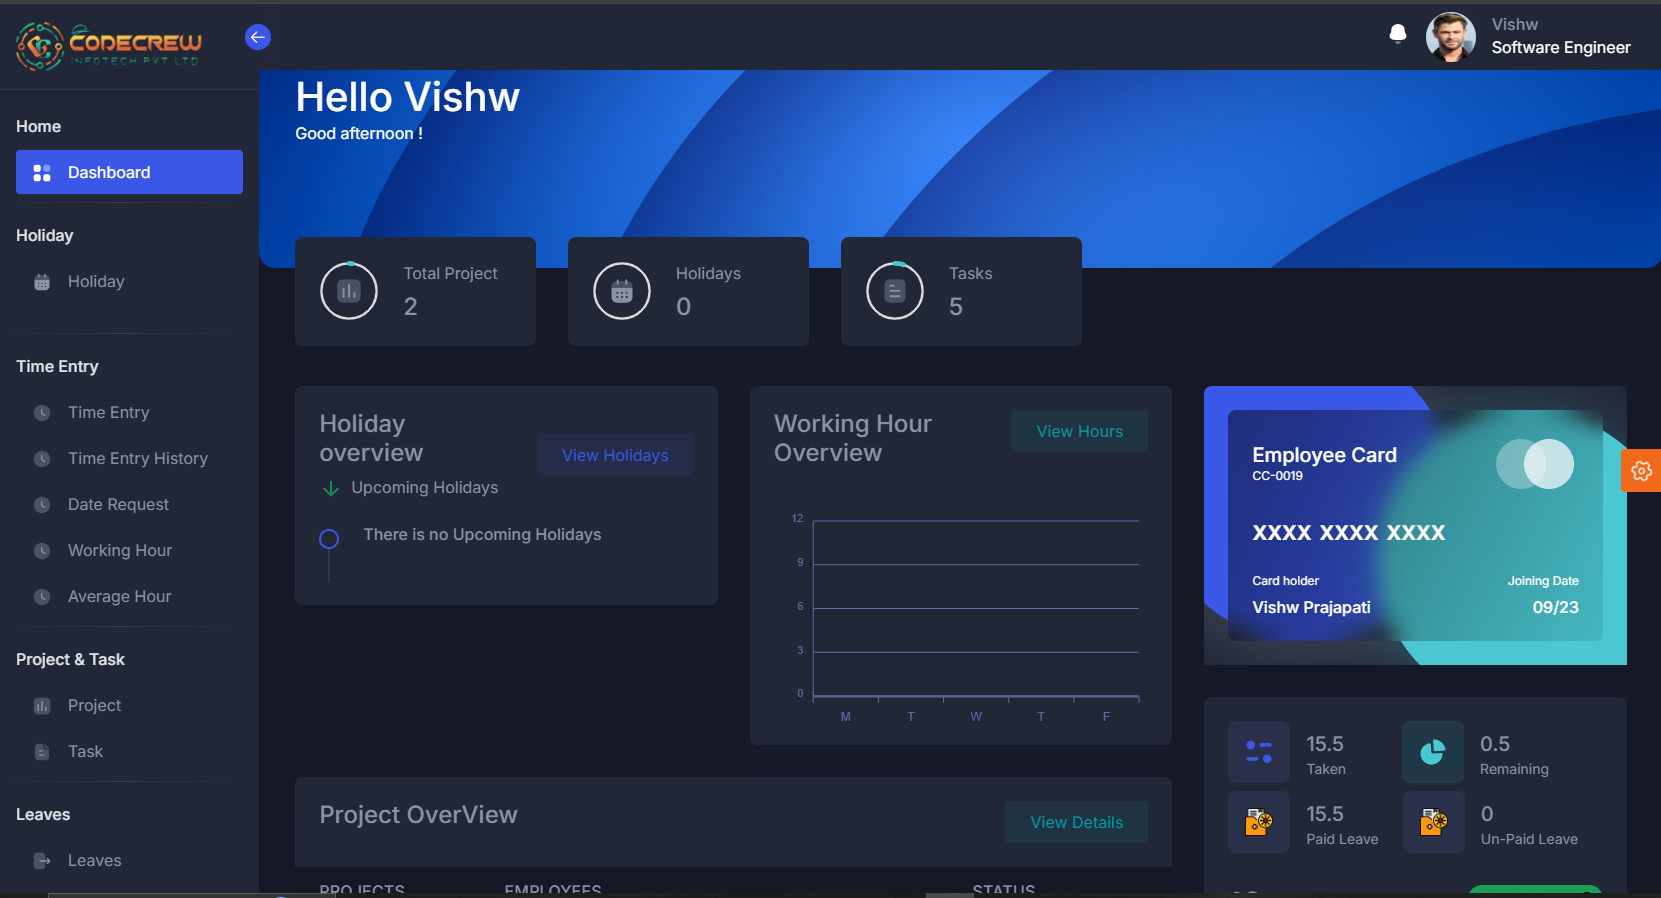 CODECREW
INFOTECH PVT LTD
Vishw
Software Engineer
Home
Dashboard
Holiday
Holiday
Time Entry
Time Entry
Time Entry History
Date Request
Working Hour
Average Hour
Project & Task
Project
Task
Leaves
Leaves
Hello Vishw
Good afternoon !
Total Project
2
Holidays
0
Tasks
5
Holiday
overview
View Holidays
Upcoming Holidays
There is no Upcoming Holidays
Working Hour
Overview
View Hours
12
9
6
3
0
M T W T F
Employee Card
CC-0019
XXXX XXXX XXXX
Card holder
Joining Date
Vishw Prajapati
09/23
15.5
Taken
0.5
Remaining
15.5
Paid Leave
0
Un-Paid Leave
Project OverView
View Details
PROJECTS EMPLOYEES STATUS